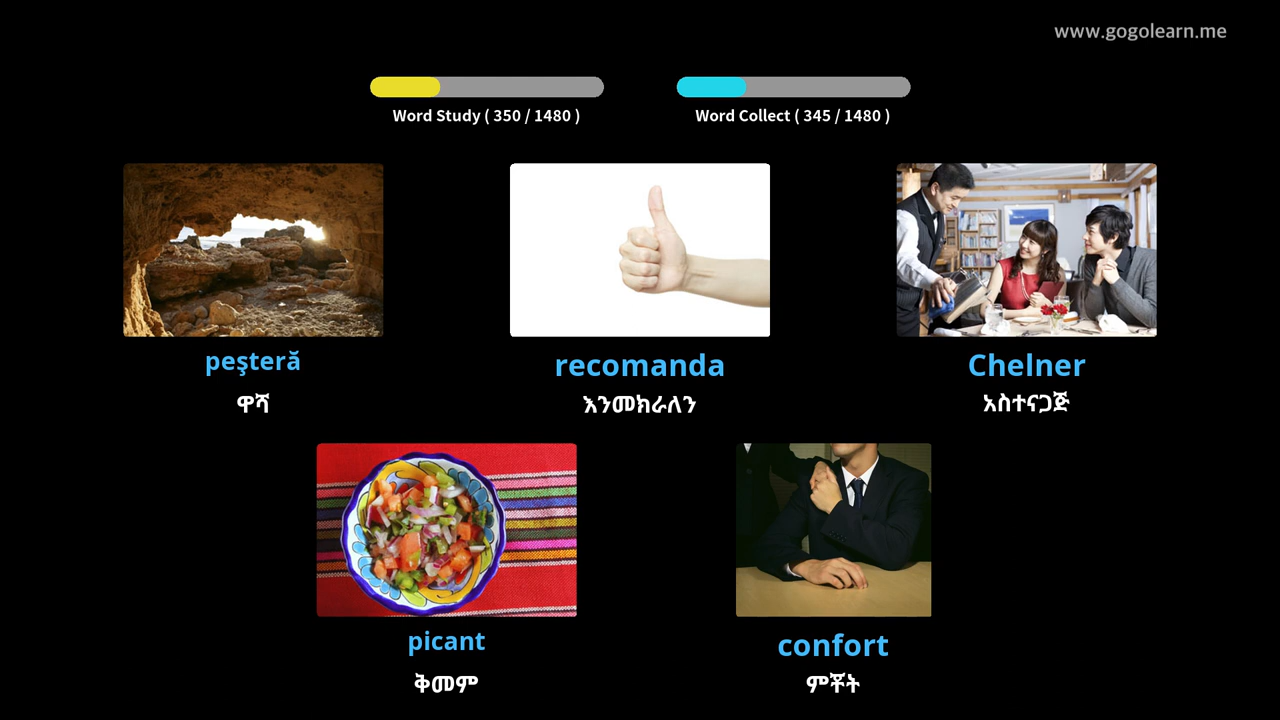 www.gogolearn.me
Word Study ( 350 / 1480 )
Word Collect ( 345 / 1480 )
peşteră
ዋሻ
recomanda
እንመክራለን
Chelner
አስተናጋጅ
picant
ቅመም
confort
ምቾት